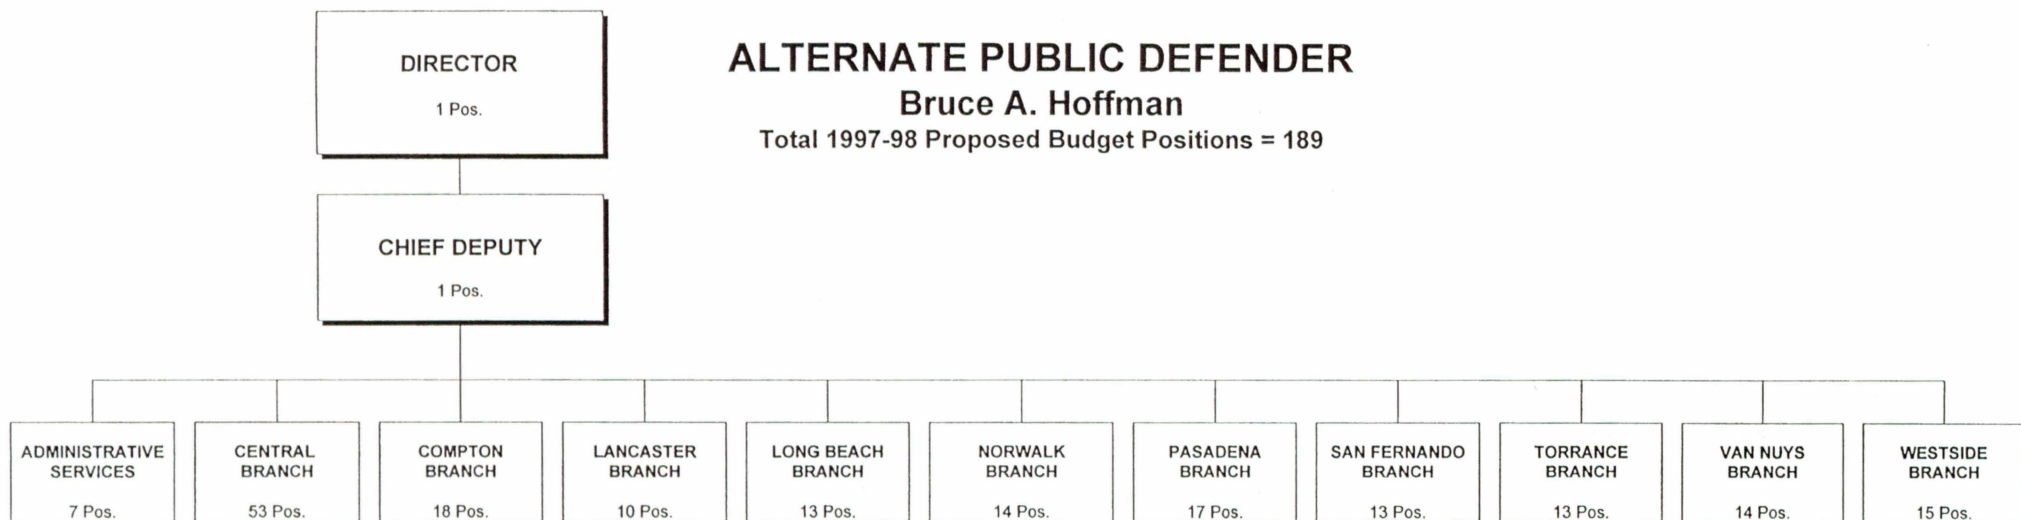 DIRECTOR
1 Pos.
ALTERNATE PUBLIC DEFENDER
Bruce A. Hoffman
Total 1997-98 Proposed Budget Positions = 189
CHIEF DEPUTY
1 Pos.
ADMINISTRATIVE
SERVICES
7 Pos.
CENTRAL
BRANCH
53 Pos.
COMPTON
BRANCH
18 Pos.
LANCASTER
BRANCH
10 Pos.
LONG BEACH
BRANCH
13 Pos.
NORWALK
BRANCH
14 Pos.
PASADENA
BRANCH
17 Pos.
SAN FERNANDO
BRANCH
13 Pos.
TORRANCE
BRANCH
13 Pos.
VAN NUYS
BRANCH
14 Pos.
WESTSIDE
BRANCH
15 Pos.